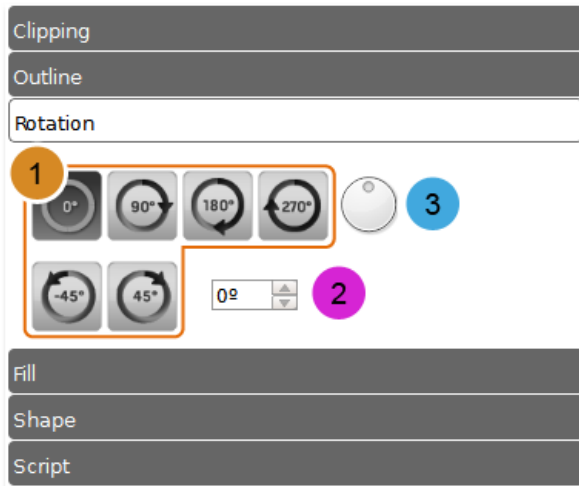 Clipping
Outline
Rotation
1
0° 90° 180° 270° 3
-45° 45° 0º 2
Fill
Shape
Script